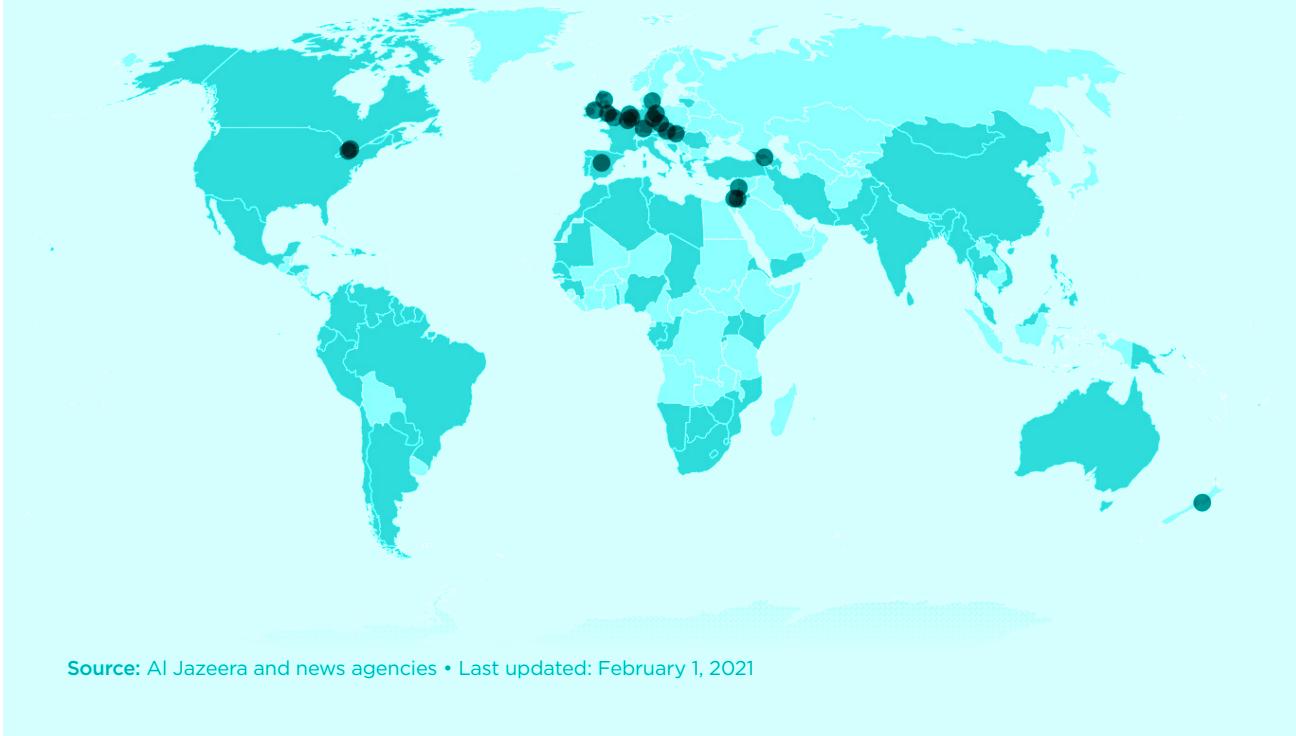 Source: Al Jazeera and news agencies • Last updated: February 1, 2021